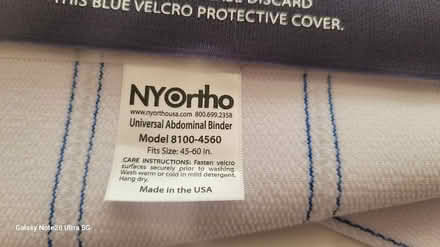 THIS BLUE VELCRO PROTECTIVE COVER.
NYOrtho
www.nyorthousa.com 800.699.2358
Universal Abdominal Binder
Model 8100-4560
Fits Size: 45-60 in.
CARE INSTRUCTIONS: Fasten velcro
surfaces securely prior to washing.
Wash warm or cold in mild detergent.
Hang dry.
Made in the USA
Galaxy Note20 Ultra 5G